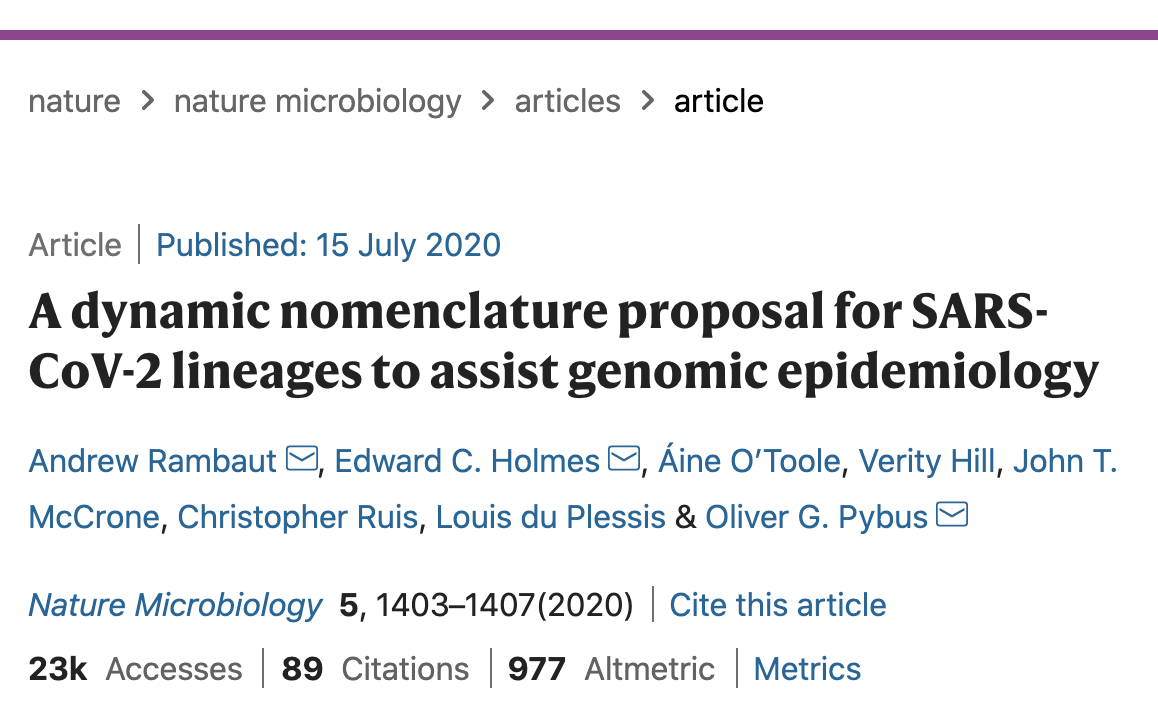 nature > nature microbiology > articles > article
Article | Published: 15 July 2020
A dynamic nomenclature proposal for SARS-
CoV-2 lineages to assist genomic epidemiology
Andrew Rambaut, Edward C. Holmes, Áine O’Toole, Verity Hill, John T.
McCrone, Christopher Ruis, Louis du Plessis & Oliver G. Pybus
Nature Microbiology 5, 1403–1407(2020) | Cite this article
23k Accesses | 89 Citations | 977 Altmetric | Metrics